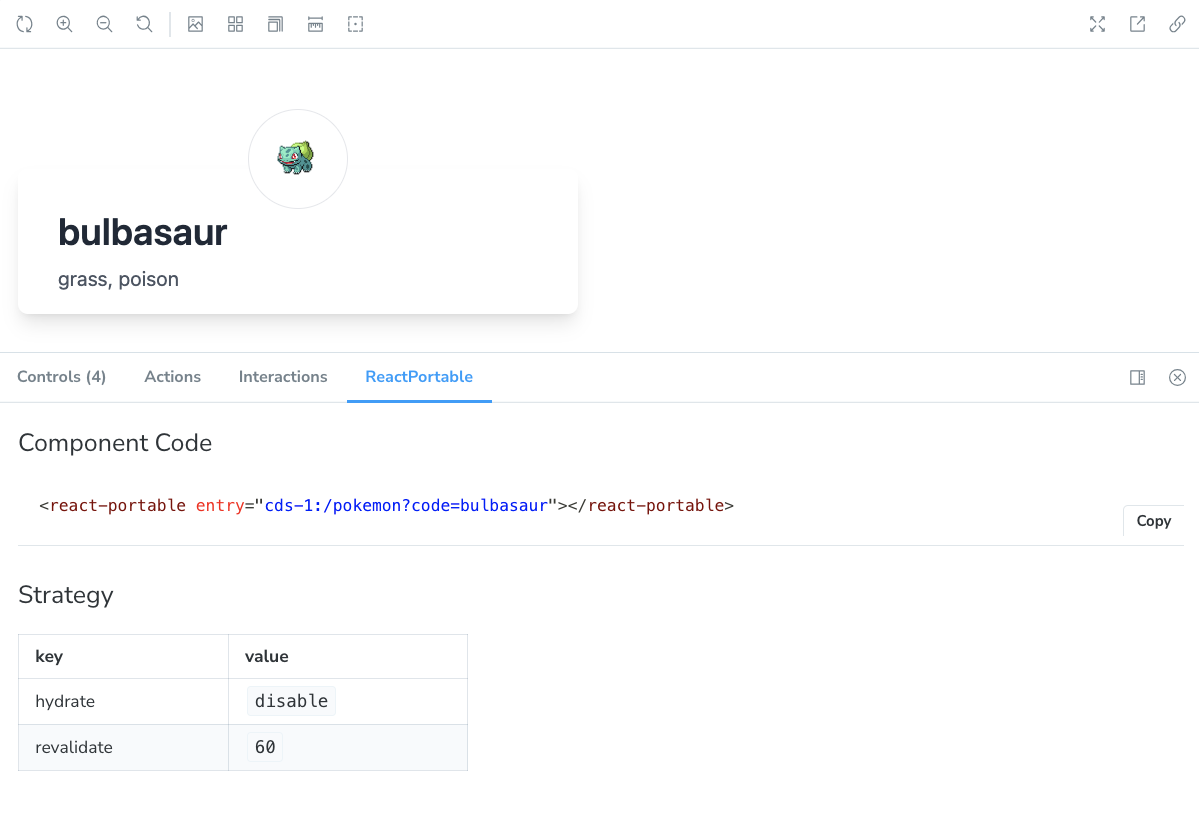 bulbasaur
grass, poison
Controls (4) Actions Interactions ReactPortable
Component Code
<react-portable entry="cds-1:/pokemon?code=bulbasaur"></react-portable>
Copy
Strategy
key value
hydrate disable
revalidate 60